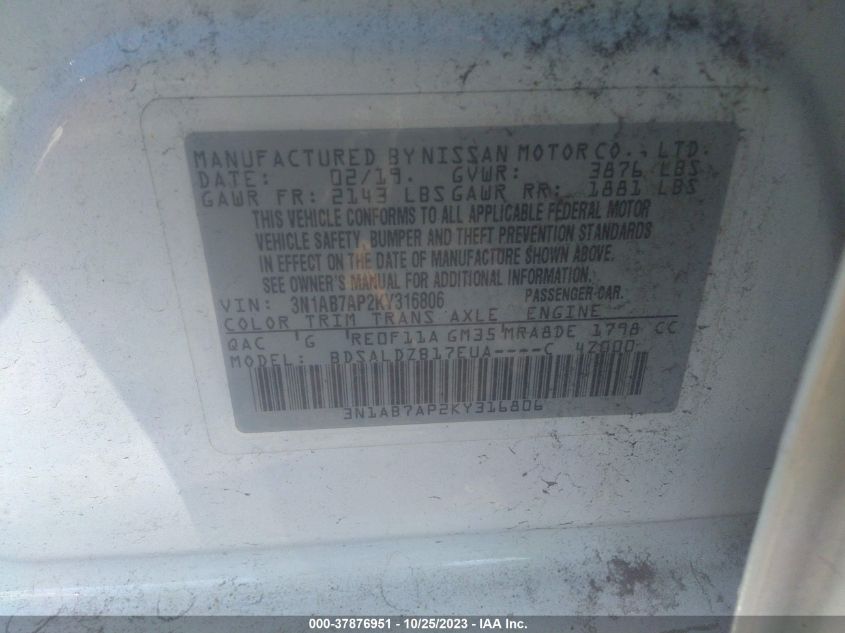 MANUFACTURED BY NISSAN MOTOR CO., LTD.
DATE: 02/19. GVWR: 3876 LBS
GAWR FR: 2143 LBS GAWR RR: 1881 LBS
THIS VEHICLE CONFORMS TO ALL APPLICABLE FEDERAL MOTOR
VEHICLE SAFETY, BUMPER AND THEFT PREVENTION STANDARDS
IN EFFECT ON THE DATE OF MANUFACTURE SHOWN ABOVE.
SEE OWNER'S MANUAL FOR ADDITIONAL INFORMATION.
VIN: 3N1AB7AP2KY316806 PASSENGER CAR.
COLOR TRIM TRANS AXLE ENGINE
QAC G RE0F11A GM35 MRA8DE 1798 CC
MODEL: BDSALDZB17EUA----C 42000
3N1AB7AP2KY316806
000-37876951 / 10/25/2023 / IAA Inc.